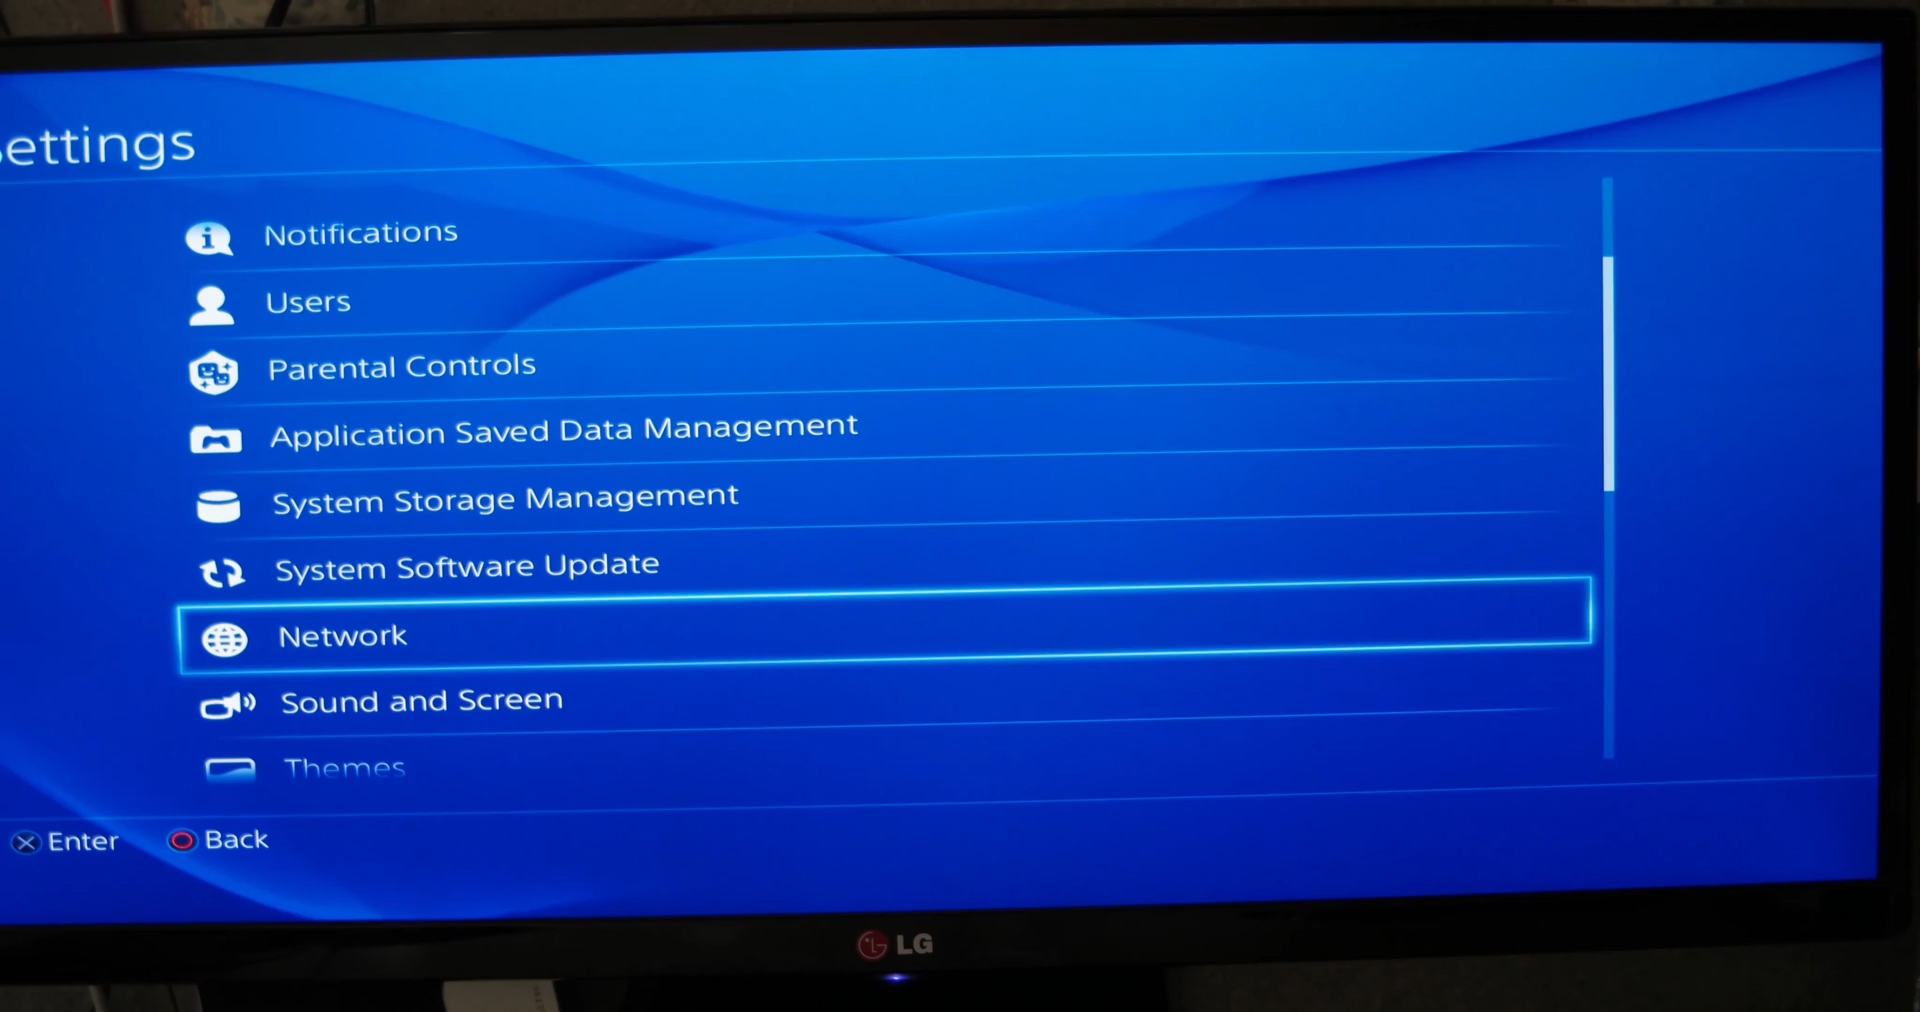 Settings
Notifications
Users
Parental Controls
Application Saved Data Management
System Storage Management
System Software Update
Network
Sound and Screen
Themes
Enter
Back
LG